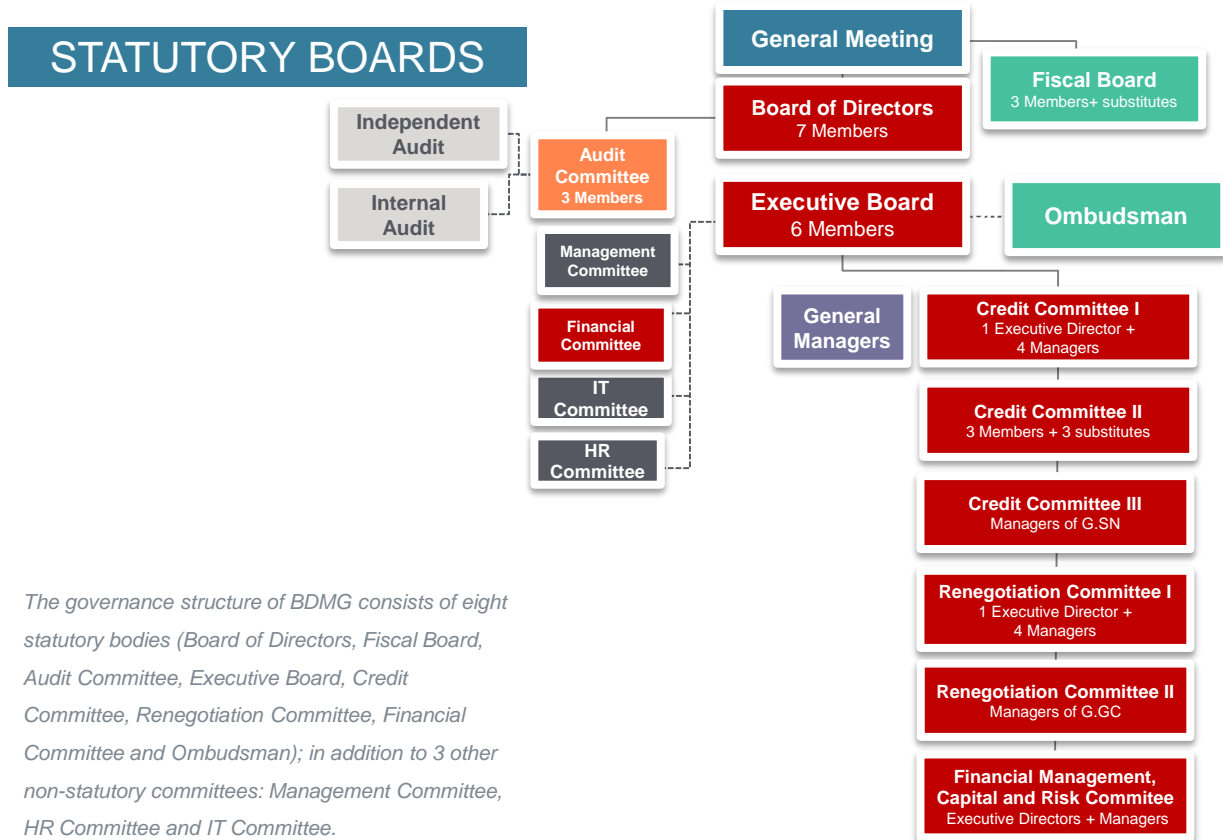 STATUTORY BOARDS
General Meeting
Fiscal Board
3 Members+ substitutes
Board of Directors
7 Members
Independent
Audit
Audit
Committee
3 Members
Internal
Audit
Executive Board
6 Members
Ombudsman
Management
Committee
Financial
Committee
IT
Committee
HR
Committee
General
Managers
Credit Committee I
1 Executive Director +
4 Managers
Credit Committee II
3 Members + 3 substitutes
Credit Committee III
Managers of G.SN
Renegotiation Committee I
1 Executive Director +
4 Managers
Renegotiation Committee II
Managers of G.GC
Financial Management,
Capital and Risk Commitee
Executive Directors + Managers
The governance structure of BDMG consists of eight
statutory bodies (Board of Directors, Fiscal Board,
Audit Committee, Executive Board, Credit
Committee, Renegotiation Committee, Financial
Committee and Ombudsman); in addition to 3 other
non-statutory committees: Management Committee,
HR Committee and IT Committee.